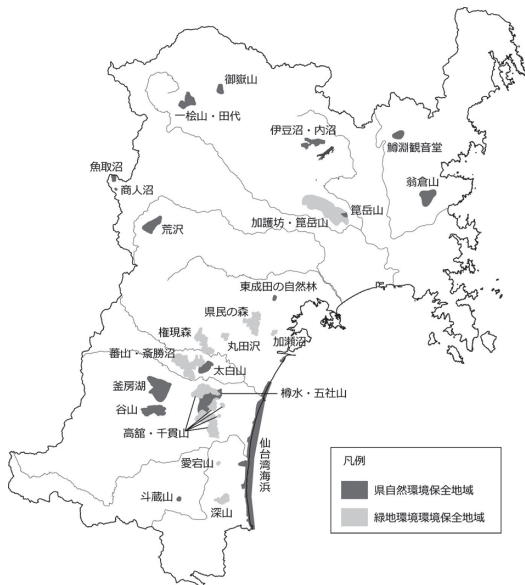 御嶽山
一桧山・田代
伊豆沼・内沼
鱒淵観音堂
魚取沼
翁倉山
商人沼
箟岳山
加護坊・箟岳山
荒沢
東成田の自然林
県民の森
権現森
丸田沢
加瀬沼
蕃山・斎勝沼
太白山
釜房湖
樽水・五社山
谷山
高舘・千貫山
仙台湾海浜
愛宕山
斗蔵山
深山
凡例
県自然環境保全地域
緑地環境環境保全地域